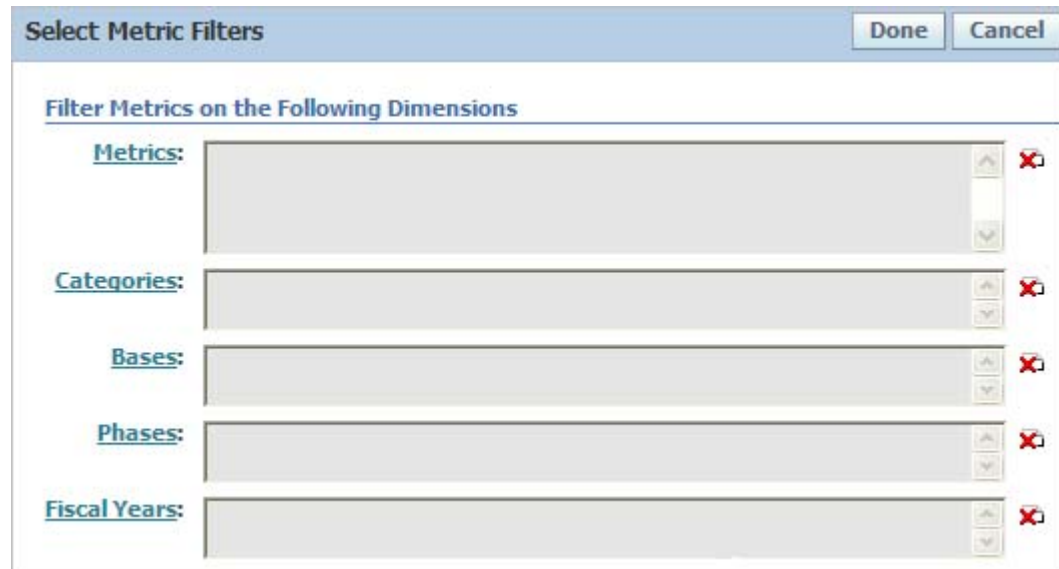 Select Metric Filters Done Cancel
Filter Metrics on the Following Dimensions
Metrics:
Categories:
Bases:
Phases:
Fiscal Years: